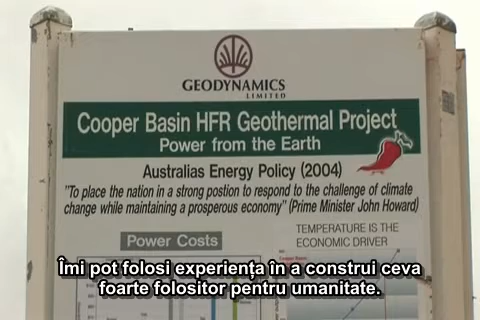 GEODYNAMICS
LIMITED
Cooper Basin HFR Geothermal Project
Power from the Earth
Australias Energy Policy (2004)
"To place the nation in a strong postion to respond to the challenge of climate
change while maintaining a prosperous economy" (Prime Minister John Howard)
Power Costs
TEMPERATURE IS THE
ECONOMIC DRIVER
Cooper Basin
Îmi pot folosi experiența în a construi ceva
foarte folositor pentru umanitate.